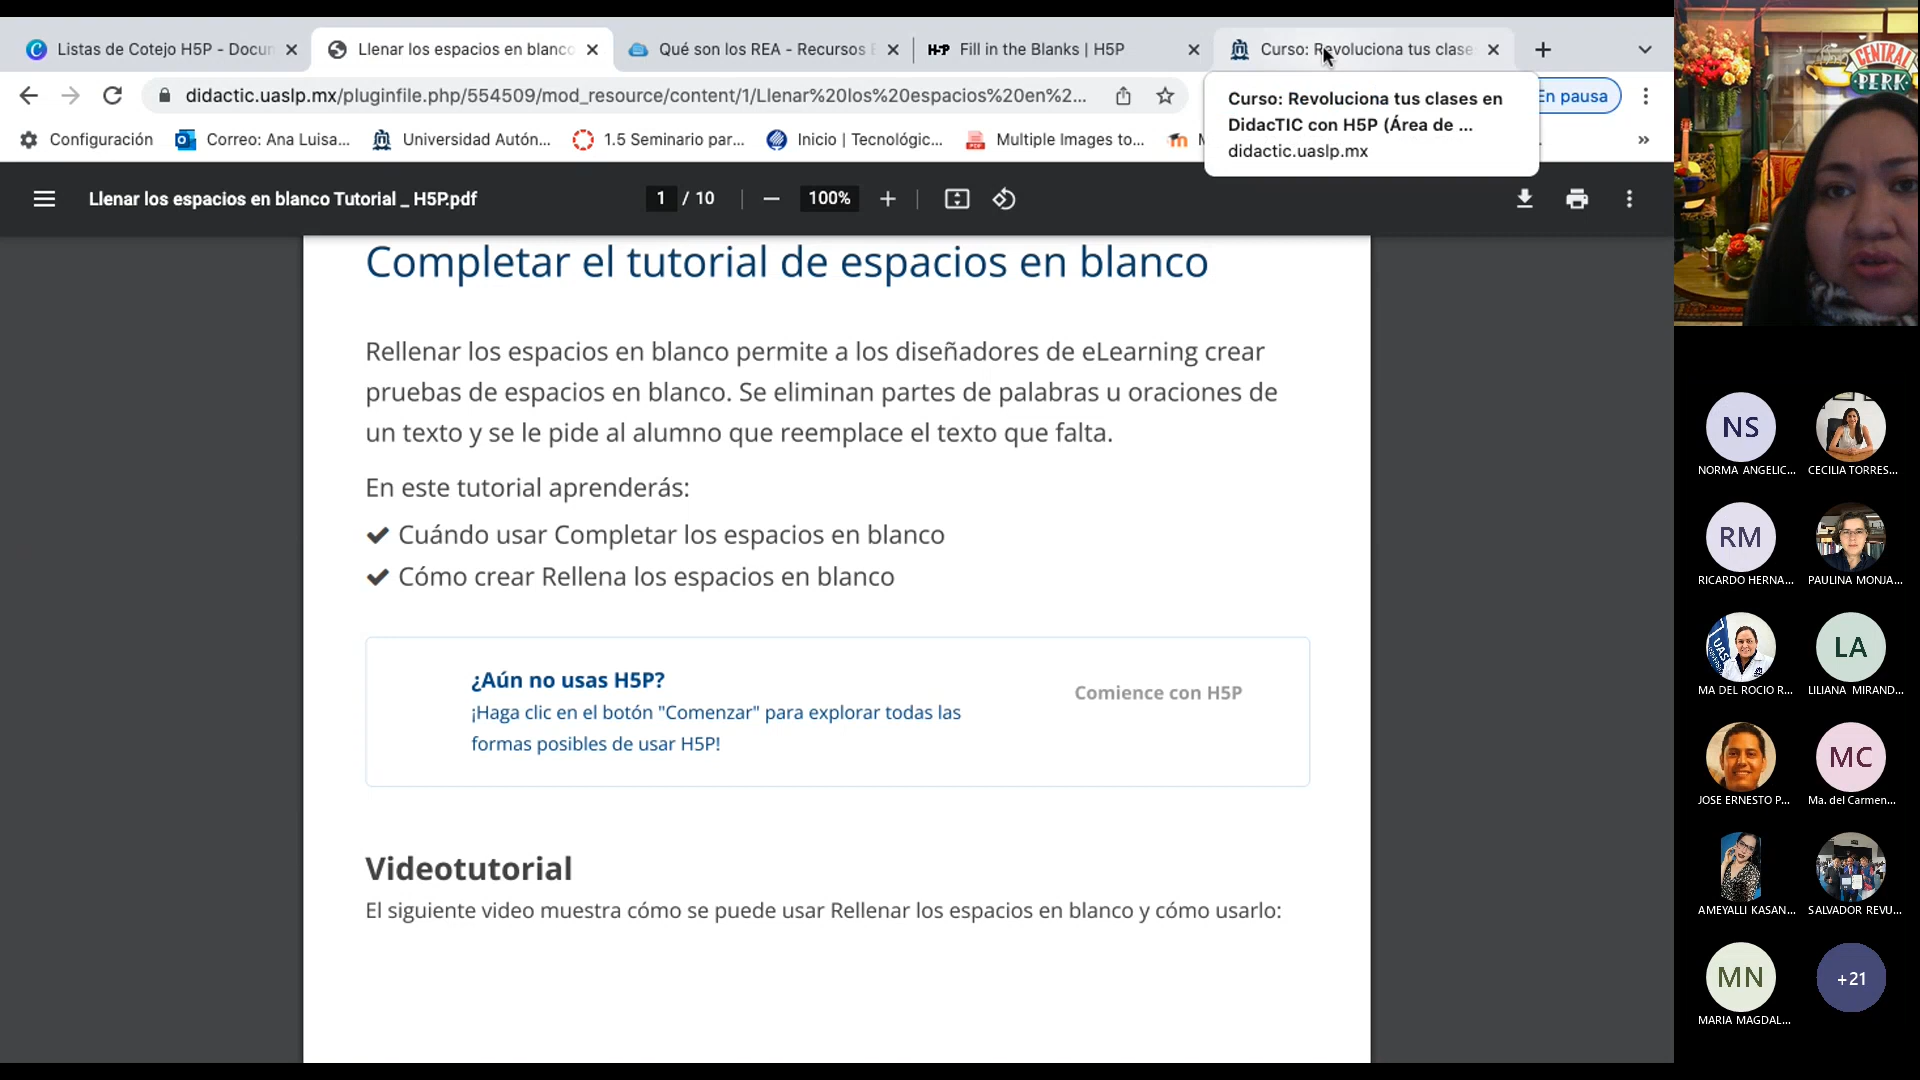 Listas de Cotejo H5P - Docun
Llenar los espacios en blanco
Qué son los REA - Recursos E
H-P Fill in the Blanks | H5P
Curso: Revoluciona tus clase
didactic.uaslp.mx/pluginfile.php/554509/mod_resource/content/1/Llenar%20los%20espacios%20en%2...
En pausa
Curso: Revoluciona tus clases en
DidacTIC con H5P (Área de ...
didactic.uaslp.mx
Configuración
Correo: Ana Luisa...
Universidad Autón...
1.5 Seminario par...
Inicio | Tecnológic...
Multiple Images to...
»
Llenar los espacios en blanco Tutorial _ H5P.pdf
1 / 10
100%
Completar el tutorial de espacios en blanco
Rellenar los espacios en blanco permite a los diseñadores de eLearning crear
pruebas de espacios en blanco. Se eliminan partes de palabras u oraciones de
un texto y se le pide al alumno que reemplace el texto que falta.
En este tutorial aprenderás:
✔ Cuándo usar Completar los espacios en blanco
✔ Cómo crear Rellena los espacios en blanco
¿Aún no usas H5P?
¡Haga clic en el botón "Comenzar" para explorar todas las
formas posibles de usar H5P!
Comience con H5P
Videotutorial
El siguiente video muestra cómo se puede usar Rellenar los espacios en blanco y cómo usarlo:
CENTRAL
PERK
NS
NORMA ANGELIC...
CECILIA TORRES...
RM
RICARDO HERNA...
PAULINA MONJA...
MA DEL ROCIO R...
LA
LILIANA MIRAND...
JOSE ERNESTO P...
MC
Ma. del Carmen...
AMEYALLI KASAN...
SALVADOR REVU...
MN
MARIA MAGDAL...
+21